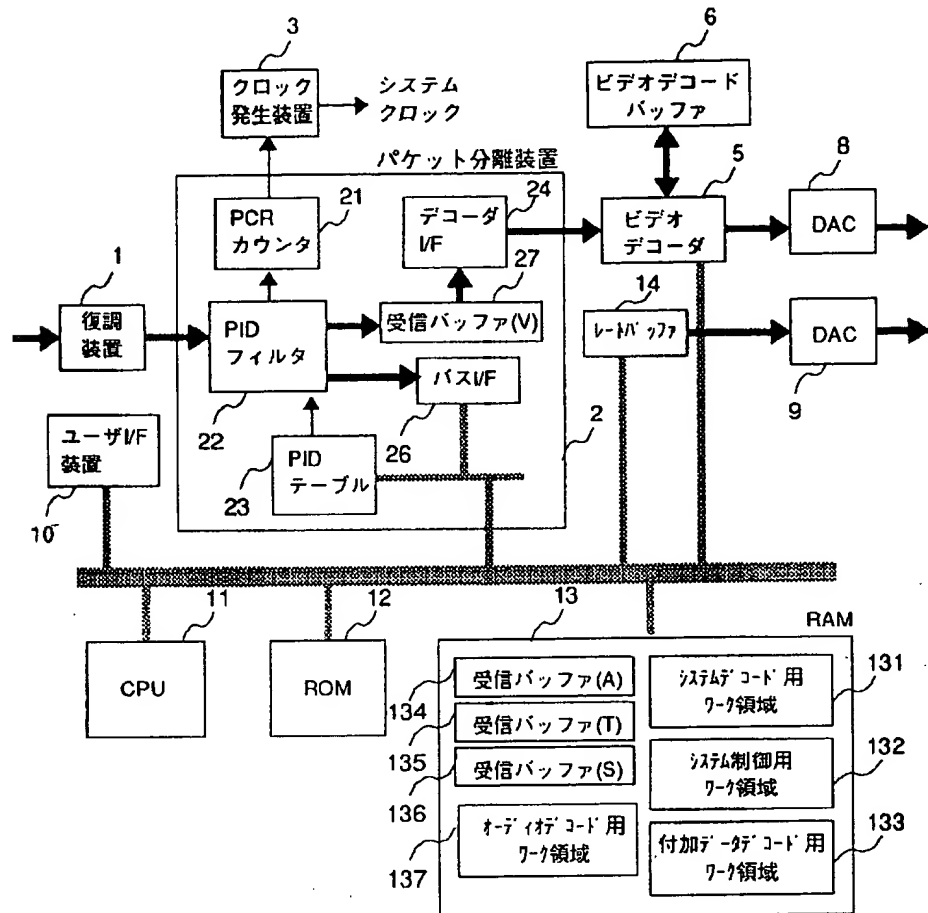 3
クロック
発生装置
システム
クロック
6
ビデオデコード
バッファ
パケット分離装置
PCR
カウンタ
21
デコーダ
I/F
24
5
ビデオ
デコーダ
8
DAC
1
復調
装置
PID
フィルタ
22
受信バッファ(V)
27
14
レートバッファ
DAC
9
バスI/F
26
2
ユーザI/F
装置
10
23
PID
テーブル
11
CPU
12
ROM
13
RAM
受信バッファ(A)
134
受信バッファ(T)
135
受信バッファ(S)
136
オーディオデコード用
ワーク領域
137
システムデコード用
ワーク領域
131
システム制御用
ワーク領域
132
付加データデコード用
ワーク領域
133